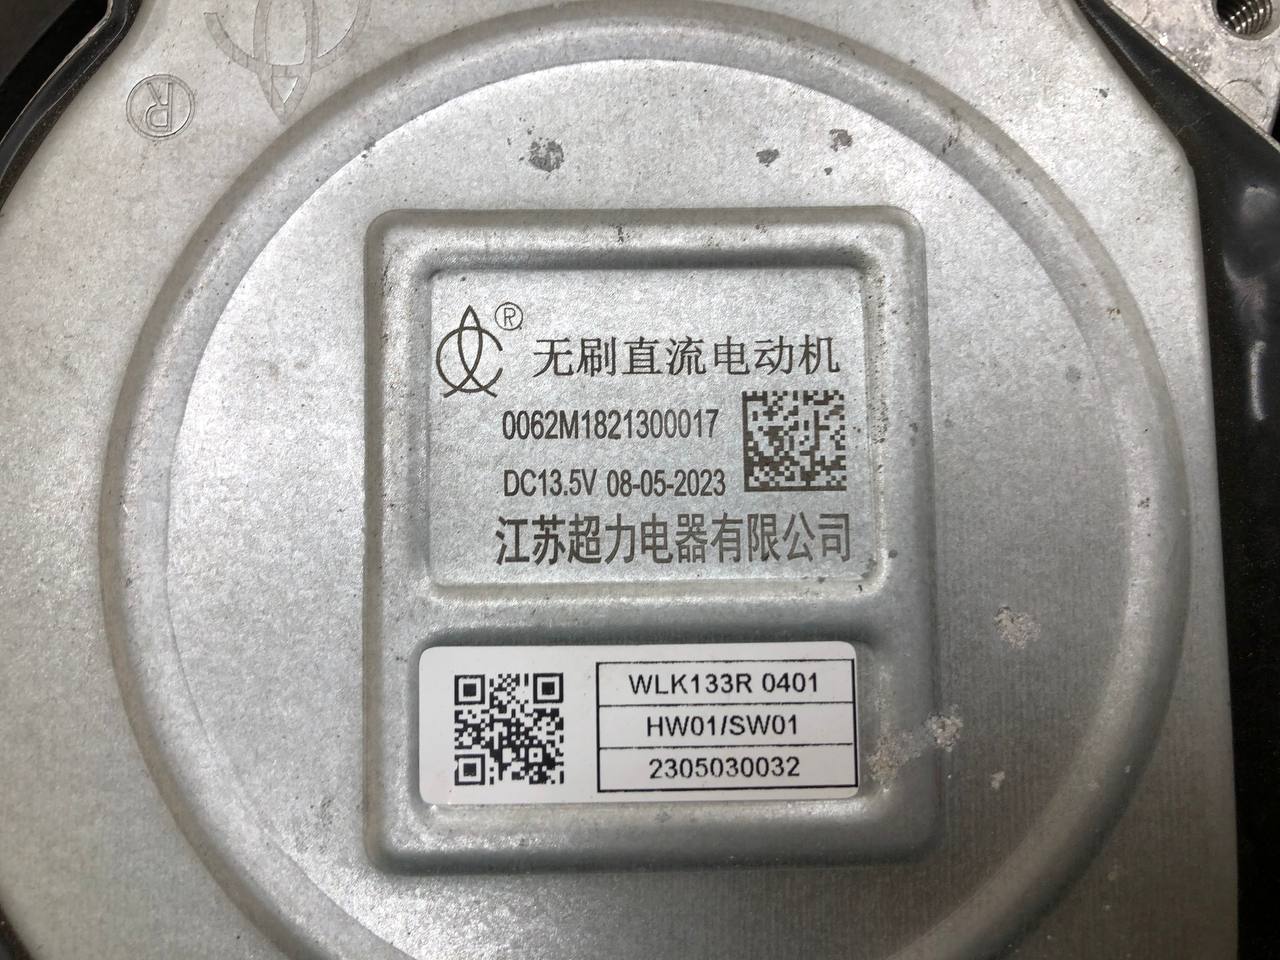 ®
®
无刷直流电动机
0062M1821300017
DC13.5V 08-05-2023
江苏超力电器有限公司
WLK133R 0401
HW01/SW01
2305030032